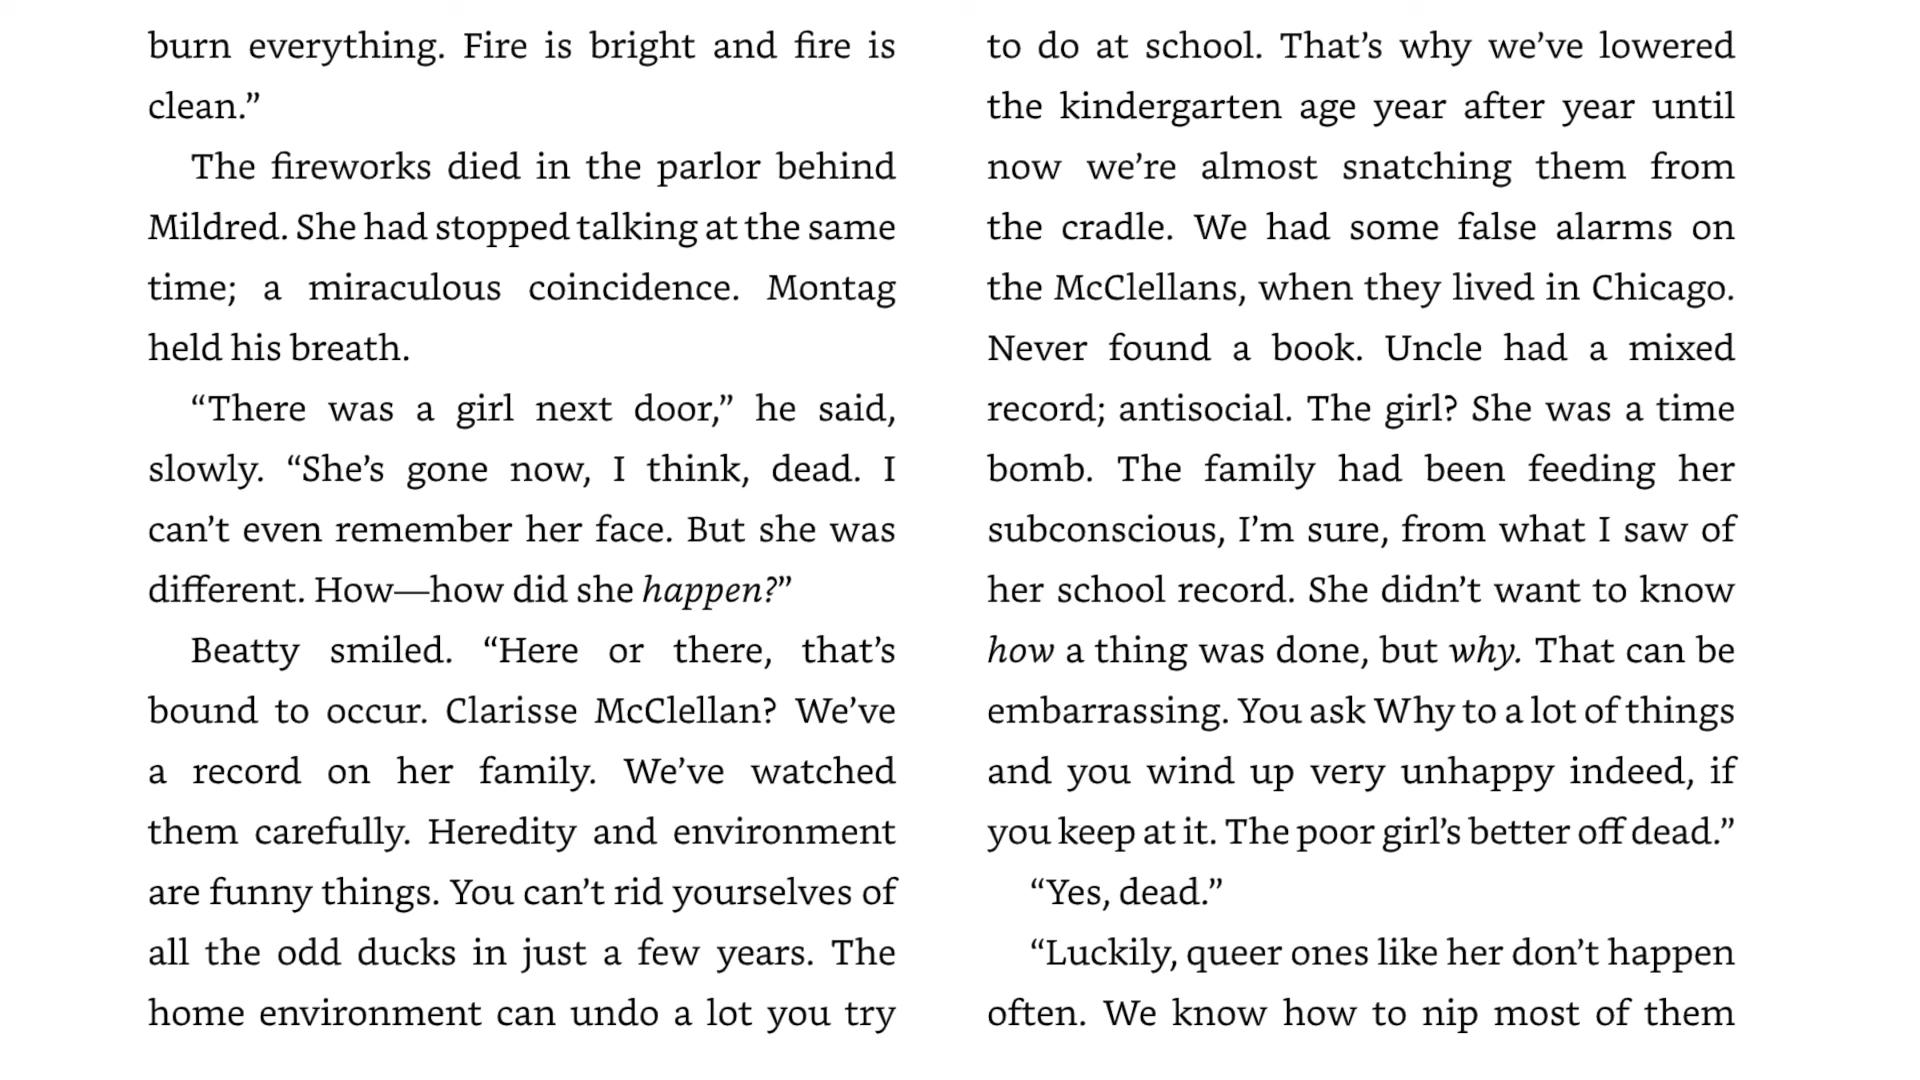 burn everything. Fire is bright and fire is
clean.”
The fireworks died in the parlor behind
Mildred. She had stopped talking at the same
time; a miraculous coincidence. Montag
held his breath.
“There was a girl next door,” he said,
slowly. “She’s gone now, I think, dead. I
can’t even remember her face. But she was
different. How—how did she happen?”
Beatty smiled. “Here or there, that’s
bound to occur. Clarisse McClellan? We’ve
a record on her family. We’ve watched
them carefully. Heredity and environment
are funny things. You can’t rid yourselves of
all the odd ducks in just a few years. The
home environment can undo a lot you try
to do at school. That’s why we’ve lowered
the kindergarten age year after year until
now we’re almost snatching them from
the cradle. We had some false alarms on
the McClellans, when they lived in Chicago.
Never found a book. Uncle had a mixed
record; antisocial. The girl? She was a time
bomb. The family had been feeding her
subconscious, I’m sure, from what I saw of
her school record. She didn’t want to know
how a thing was done, but why. That can be
embarrassing. You ask Why to a lot of things
and you wind up very unhappy indeed, if
you keep at it. The poor girl’s better off dead.”
“Yes, dead.”
“Luckily, queer ones like her don’t happen
often. We know how to nip most of them